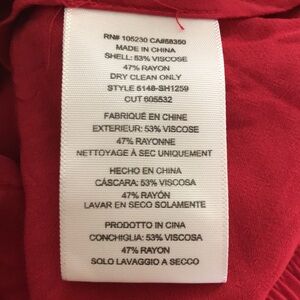 RN# 105230 CA#58350
MADE IN CHINA
SHELL: 53% VISCOSE
47% RAYON
DRY CLEAN ONLY
STYLE 5148-SH1259
CUT 605532
FABRIQUÉ EN CHINE
EXTERIEUR: 53% VISCOSE
47% RAYONNE
NETTOYAGE À SEC UNIQUEMENT
HECHO EN CHINA
CÁSCARA: 53% VISCOSA
47% RAYÓN
LAVAR EN SECO SOLAMENTE
PRODOTTO IN CINA
CONCHIGLIA: 53% VISCOSA
47% RAYON
SOLO LAVAGGIO A SECCO